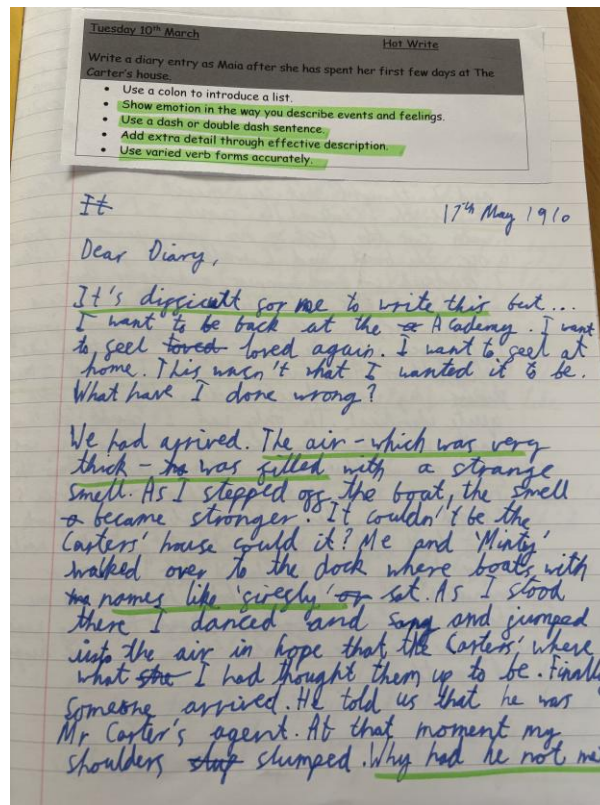 Tuesday 10th March
Hot Write
Write a diary entry as Maia after she has spent her first few days at The
Carter's house.
• Use a colon to introduce a list.
• Show emotion in the way you describe events and feelings.
• Use a dash or double dash sentence.
• Add extra detail through effective description.
• Use varied verb forms accurately.
It
17th May 1910
Dear Diary,
It's difficult for me to write this but...
I want to be back at the Academy. I want
to feel loved loved again. I want to feel at
home. This wasn't what I wanted it to be.
What have I done wrong?
We had arrived. The air - which was very
thick - was filled with a strange
smell. As I stepped off the boat, the smell
became stronger. It couldn't be the
Carters' house could it? Me and 'Minty'
walked over to the dock where boats with
names like 'firefly' or sat. As I stood
there I danced and sang and jumped
into the air in hope that the Carters' where
what she I had thought them up to be. Finally
someone arrived. He told us that he was
Mr Carter's agent. At that moment my
shoulders slup slumped. Why had he not me